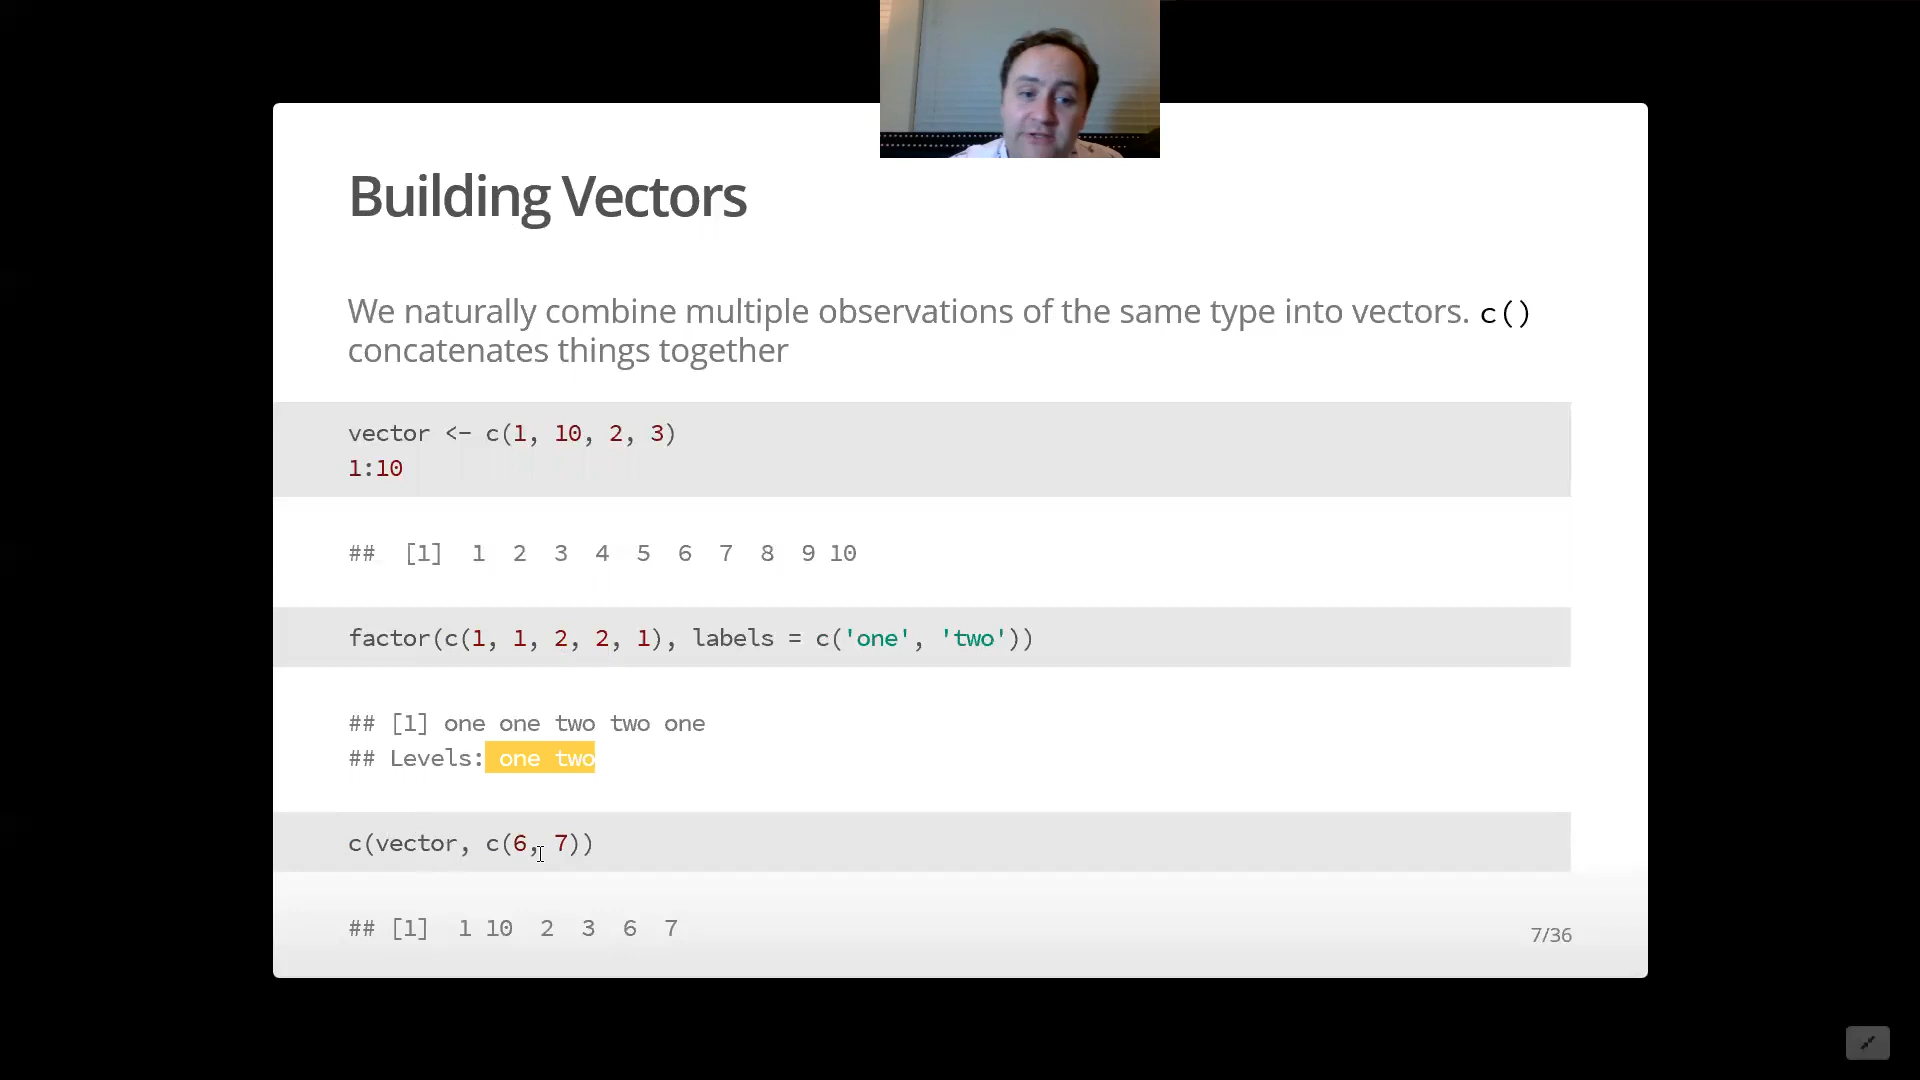 Building Vectors
We naturally combine multiple observations of the same type into vectors. c()
concatenates things together
vector <- c(1, 10, 2, 3)
1:10
##  [1]  1  2  3  4  5  6  7  8  9 10
factor(c(1, 1, 2, 2, 1), labels = c('one', 'two'))
## [1] one one two two one
## Levels: one two
c(vector, c(6, 7))
## [1]  1 10  2  3  6  7
7/36